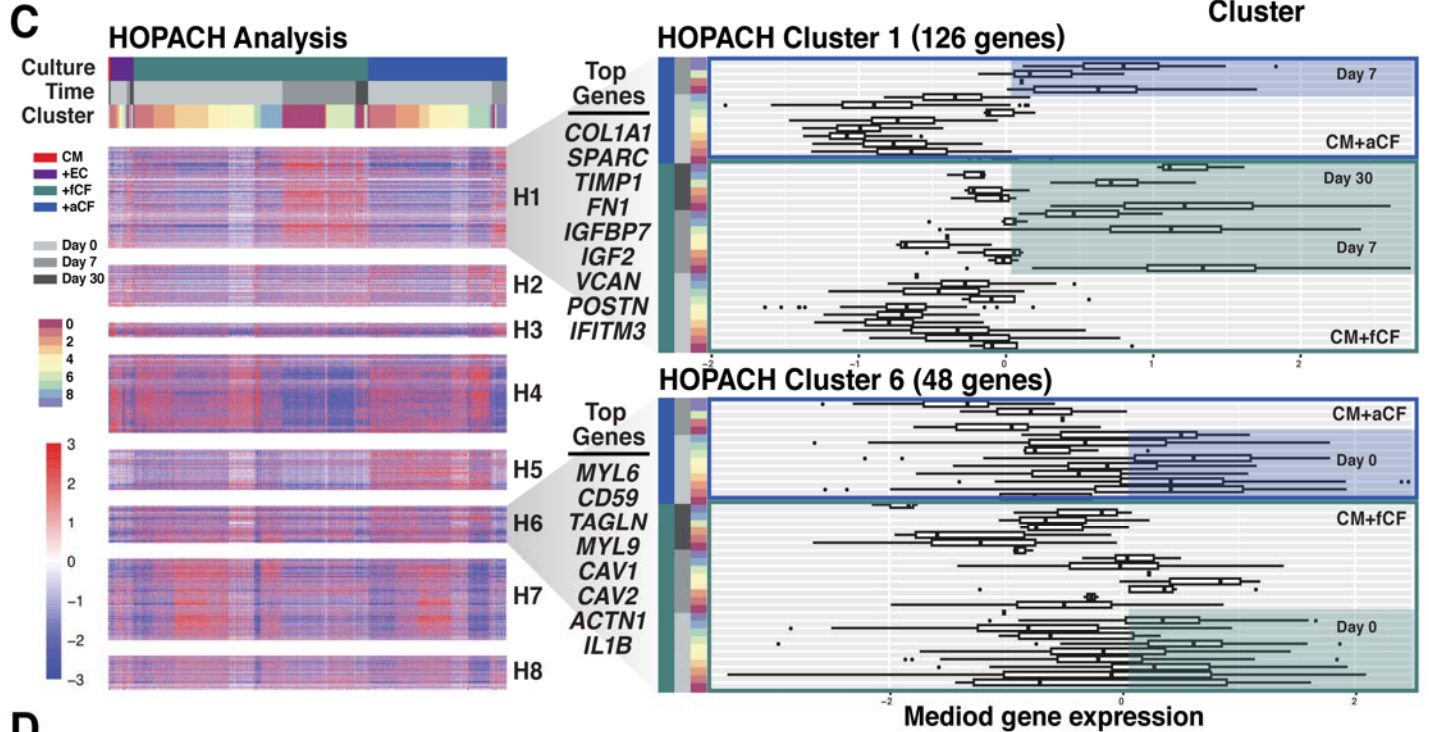 C
Cluster
HOPACH Analysis
Culture
Time
Cluster
CM
+EC
+fCF
+aCF
Day 0
Day 7
Day 30
0
2
4
6
8
3
2
1
0
−1
−2
−3
H1
H2
H3
H4
H5
H6
H7
H8
HOPACH Cluster 1 (126 genes)
Top
Genes
COL1A1
SPARC
TIMP1
FN1
IGFBP7
IGF2
VCAN
POSTN
IFITM3
Day 7
CM+aCF
Day 30
Day 7
CM+fCF
−2
−1
0
1
2
HOPACH Cluster 6 (48 genes)
Top
Genes
MYL6
CD59
TAGLN
MYL9
CAV1
CAV2
ACTN1
IL1B
CM+aCF
Day 0
CM+fCF
Day 0
−2
0
2
Mediod gene expression
D